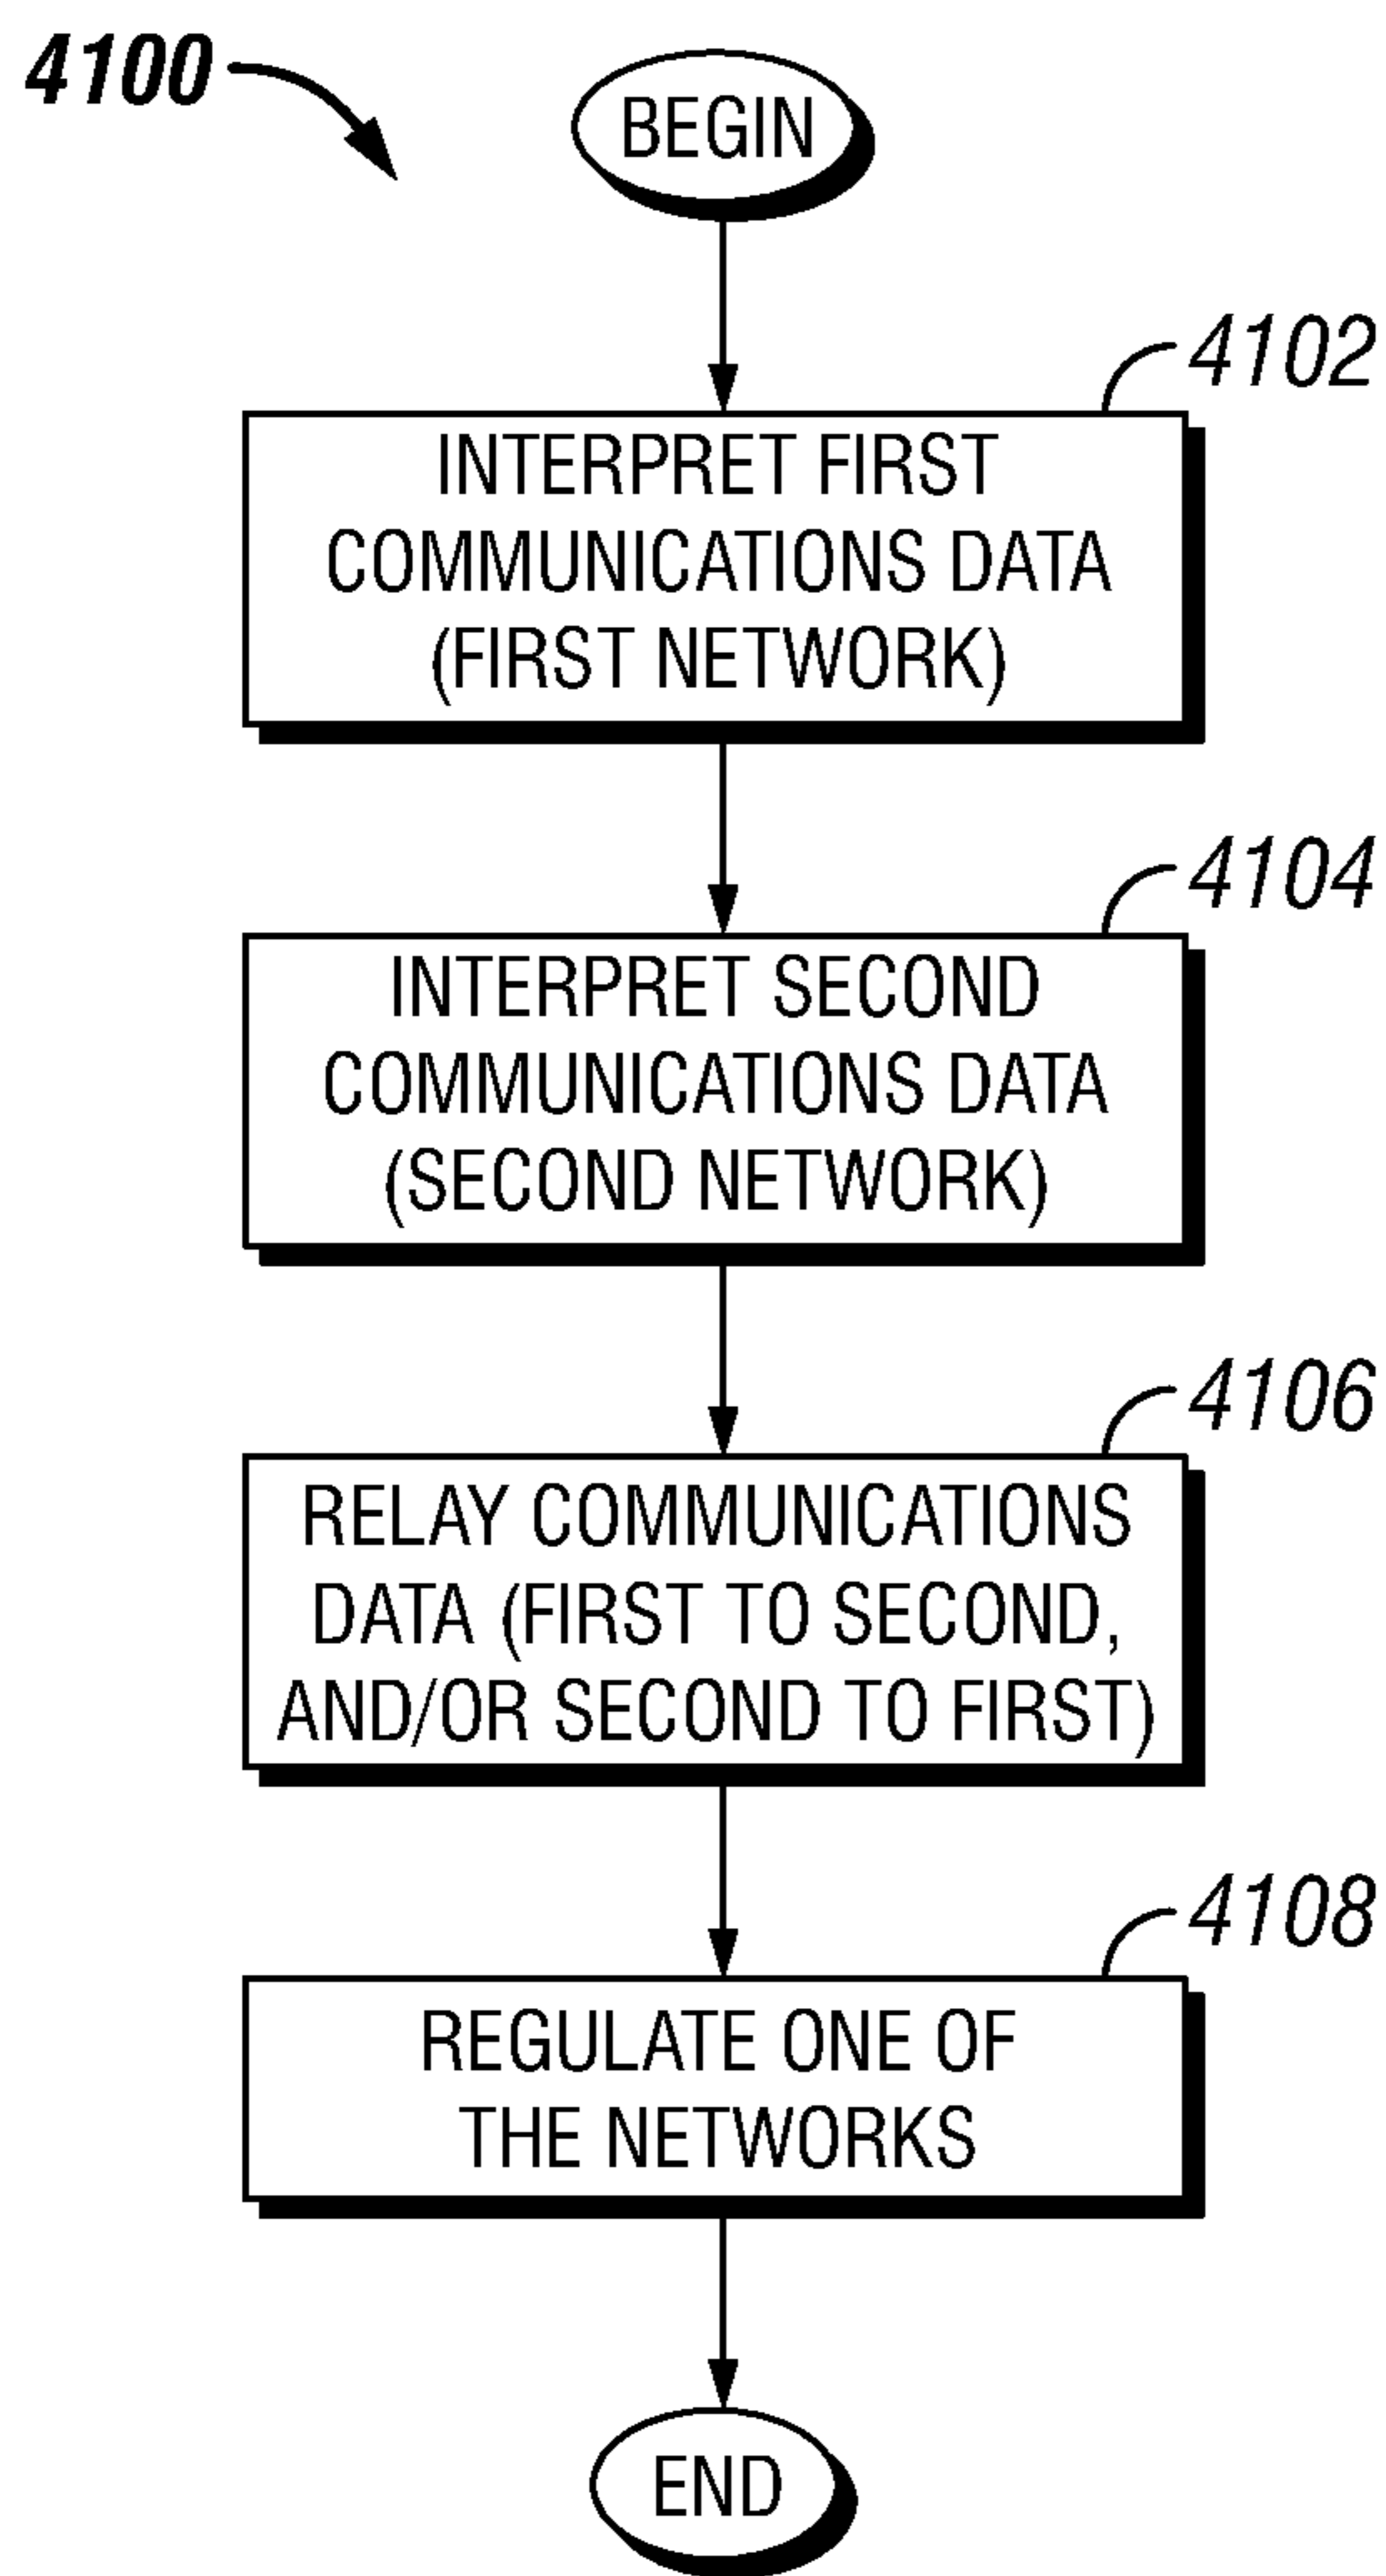 4100
BEGIN
4102
INTERPRET FIRST
COMMUNICATIONS DATA
(FIRST NETWORK)
4104
INTERPRET SECOND
COMMUNICATIONS DATA
(SECOND NETWORK)
4106
RELAY COMMUNICATIONS
DATA (FIRST TO SECOND,
AND/OR SECOND TO FIRST)
4108
REGULATE ONE OF
THE NETWORKS
END